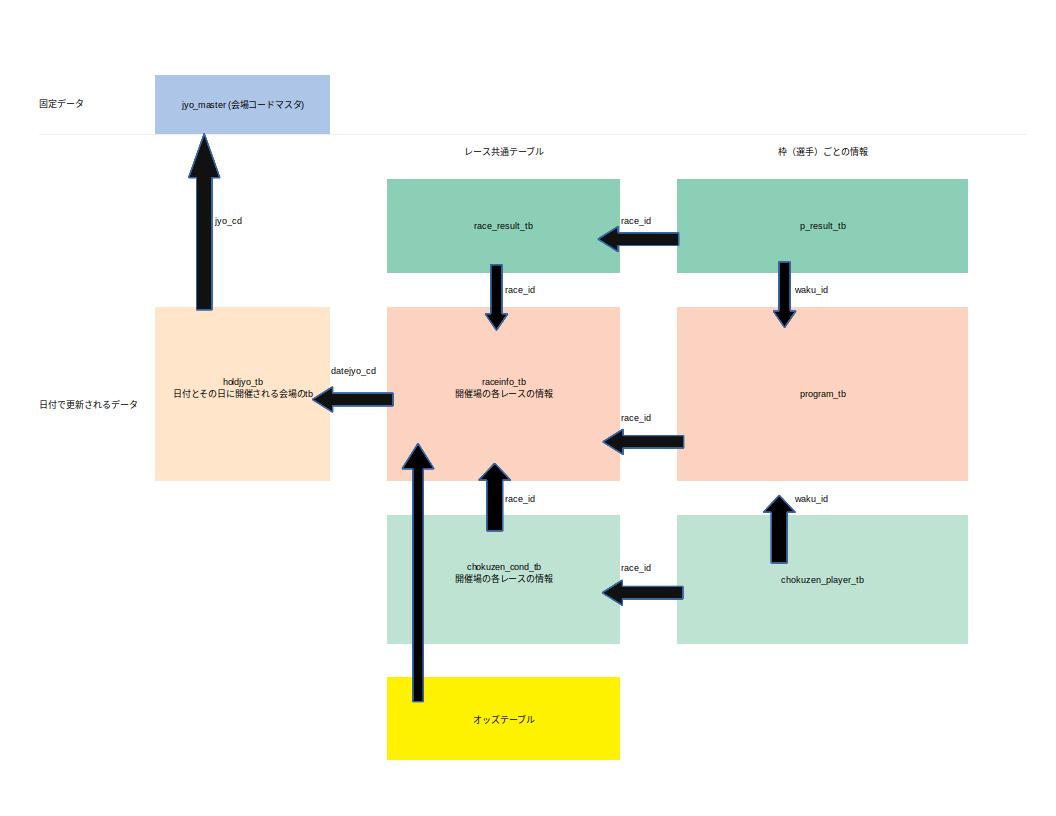 固定データ
jyo_master (会場コードマスタ)
レース共通テーブル
枠（選手）ごとの情報
jyo_cd
race_result_tb
race_id
p_result_tb
race_id
waku_id
日付で更新されるデータ
holdjyo_tb
日付とその日に開催される会場のtb
datejyo_cd
raceinfo_tb
開催場の各レースの情報
race_id
program_tb
race_id
waku_id
chokuzen_cond_tb
開催場の各レースの情報
race_id
chokuzen_player_tb
オッズテーブル